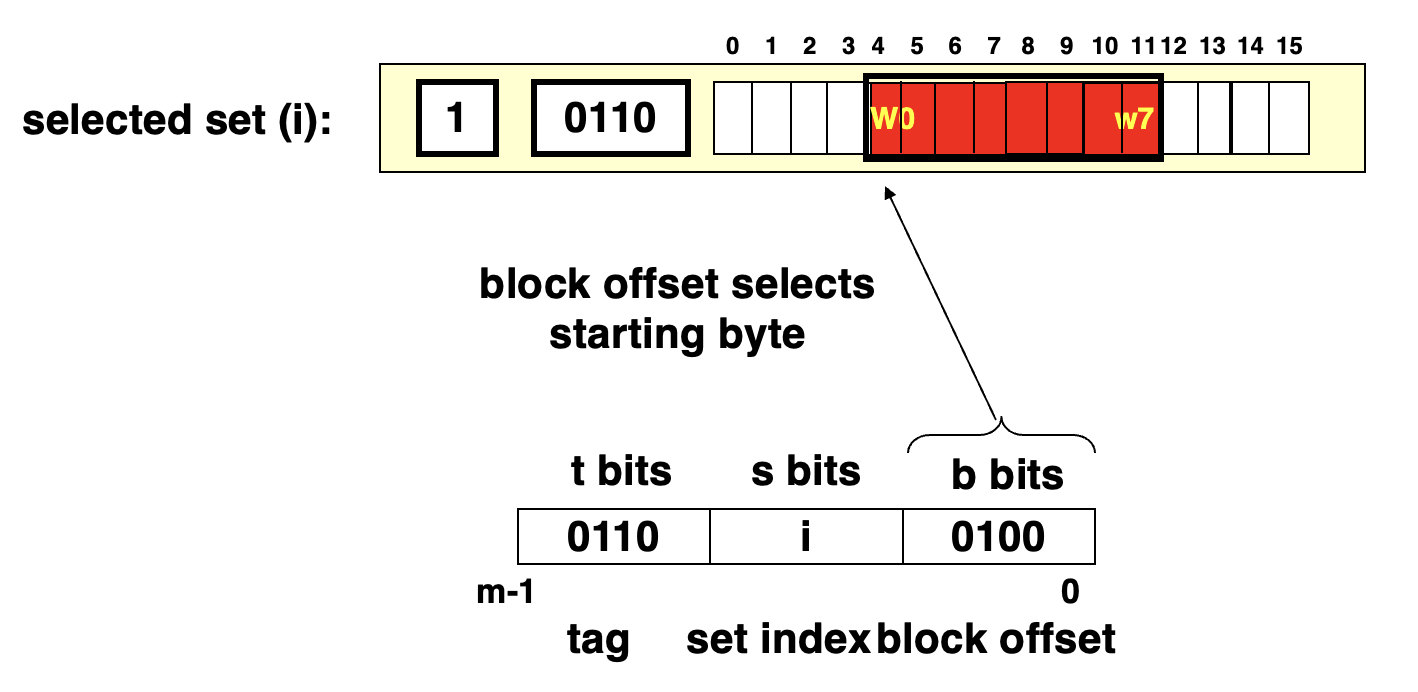 0 1 2 3 4 5 6 7 8 9 10 11 12 13 14 15
selected set (i): 1 0110 W0 w7
block offset selects
starting byte
t bits s bits b bits
0110 i 0100
m-1 0
tag set index block offset